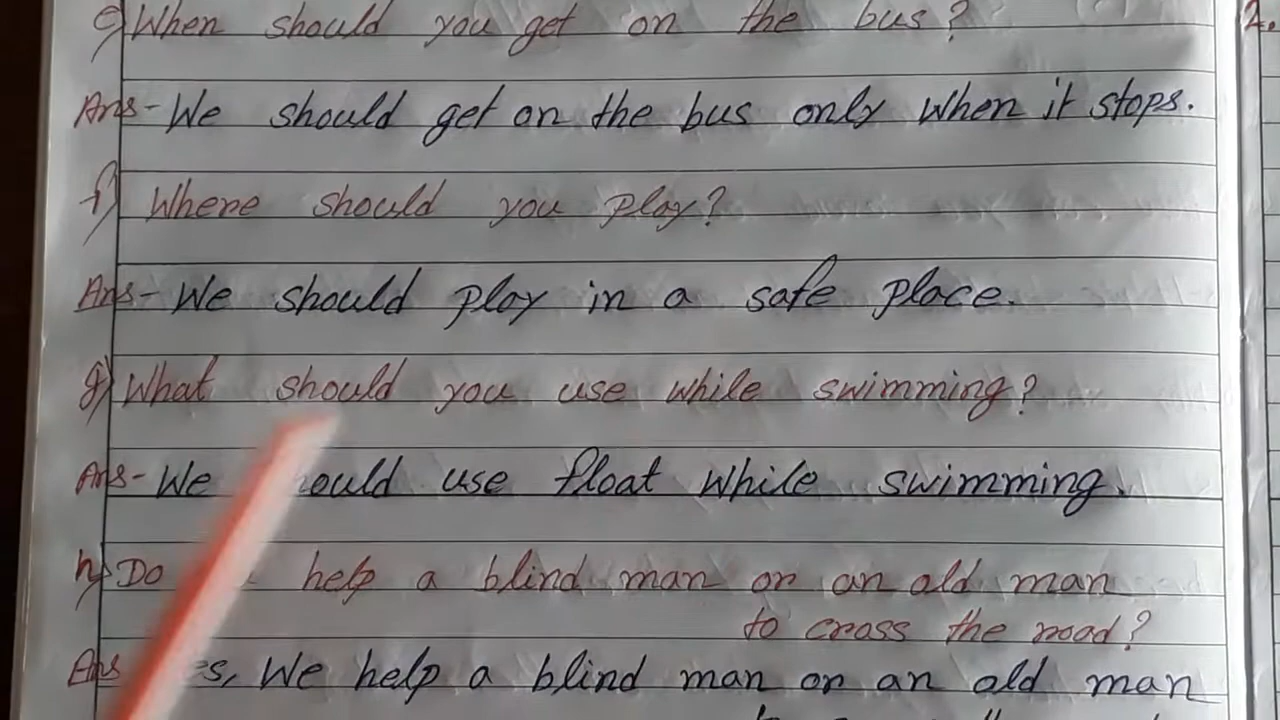 e) When should you get on the bus?
Ans- We should get on the bus only when it stops.
f) Where should you play?
Ans- We should play in a safe place.
g) What should you use while swimming?
Ans- We should use float while swimming.
h) Do help a blind man or an old man
to cross the road?
Ans Yes, We help a blind man or an old man